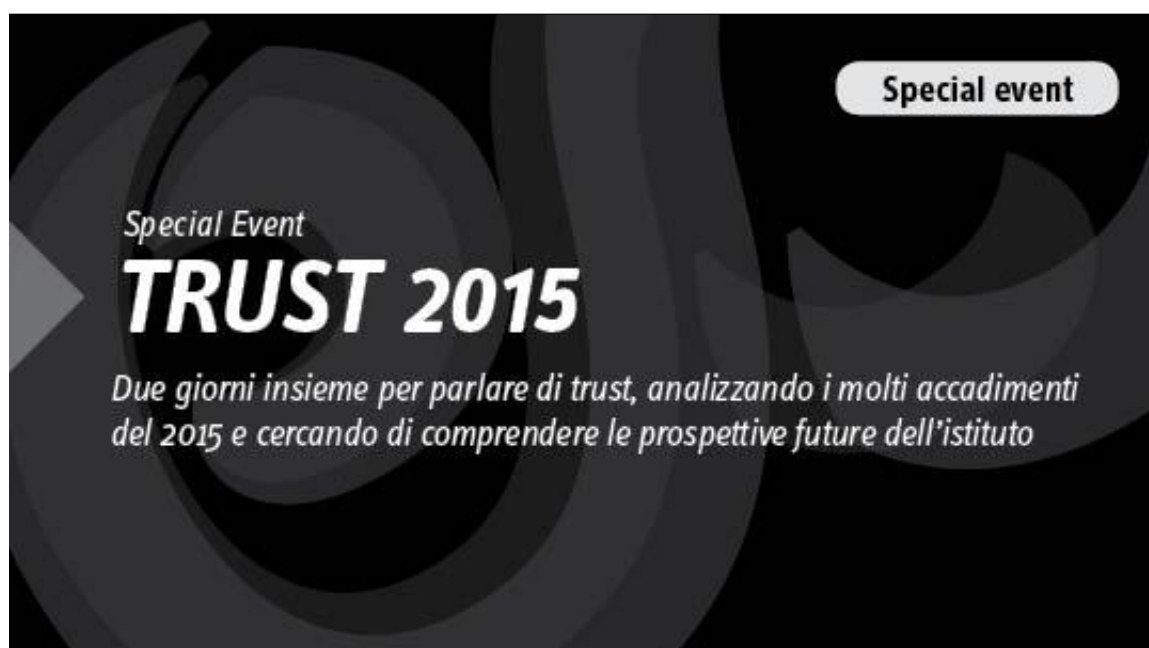 Special event
Special Event
TRUST 2015
Due giorni insieme per parlare di trust, analizzando i molti accadimenti
del 2015 e cercando di comprendere le prospettive future dell'istituto